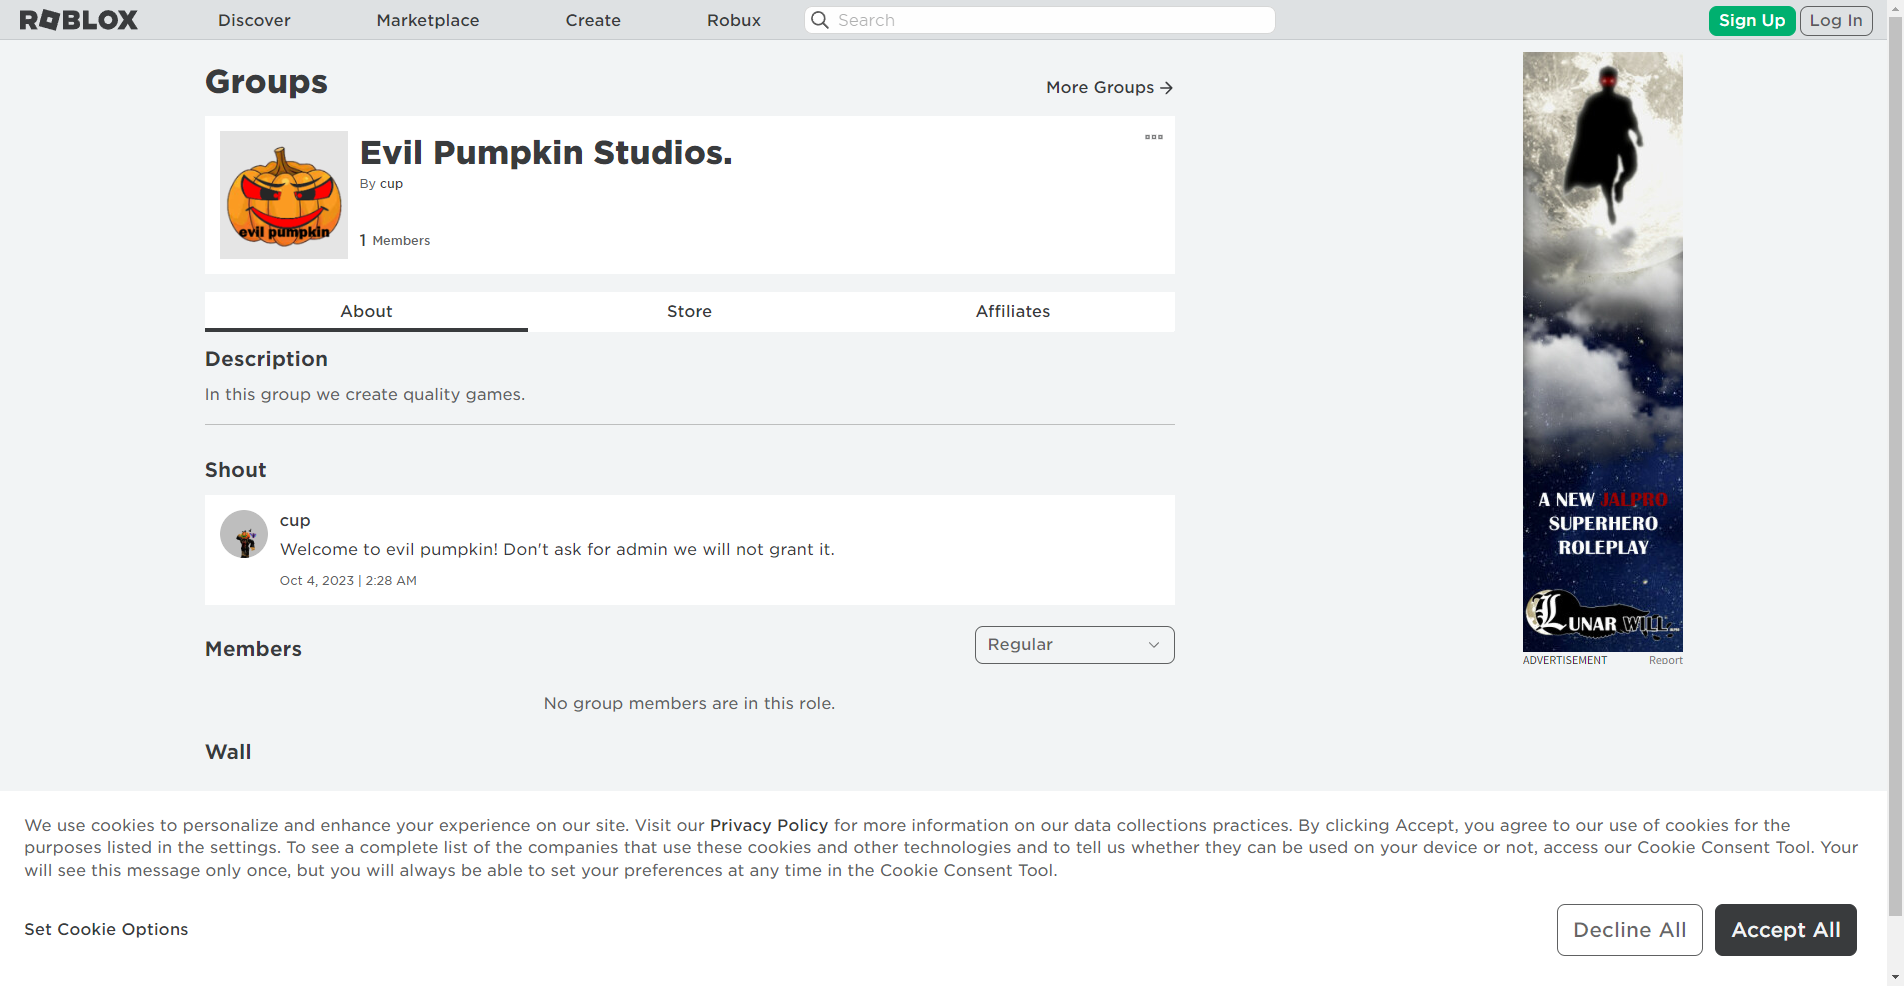 ROBLOX
Discover
Marketplace
Create
Robux
Search
Sign Up
Log In
Groups
More Groups →
evil pumpkin
Evil Pumpkin Studios.
By cup
1 Members
About
Store
Affiliates
Description
In this group we create quality games.
Shout
cup
Welcome to evil pumpkin! Don't ask for admin we will not grant it.
Oct 4, 2023 | 2:28 AM
Members
Regular
No group members are in this role.
Wall
A NEW JAILPRO
SUPERHERO
ROLEPLAY
LUNAR WILL
ADVERTISEMENT
Report
We use cookies to personalize and enhance your experience on our site. Visit our Privacy Policy for more information on our data collections practices. By clicking Accept, you agree to our use of cookies for the
purposes listed in the settings. To see a complete list of the companies that use these cookies and other technologies and to tell us whether they can be used on your device or not, access our Cookie Consent Tool. Your
will see this message only once, but you will always be able to set your preferences at any time in the Cookie Consent Tool.
Set Cookie Options
Decline All
Accept All